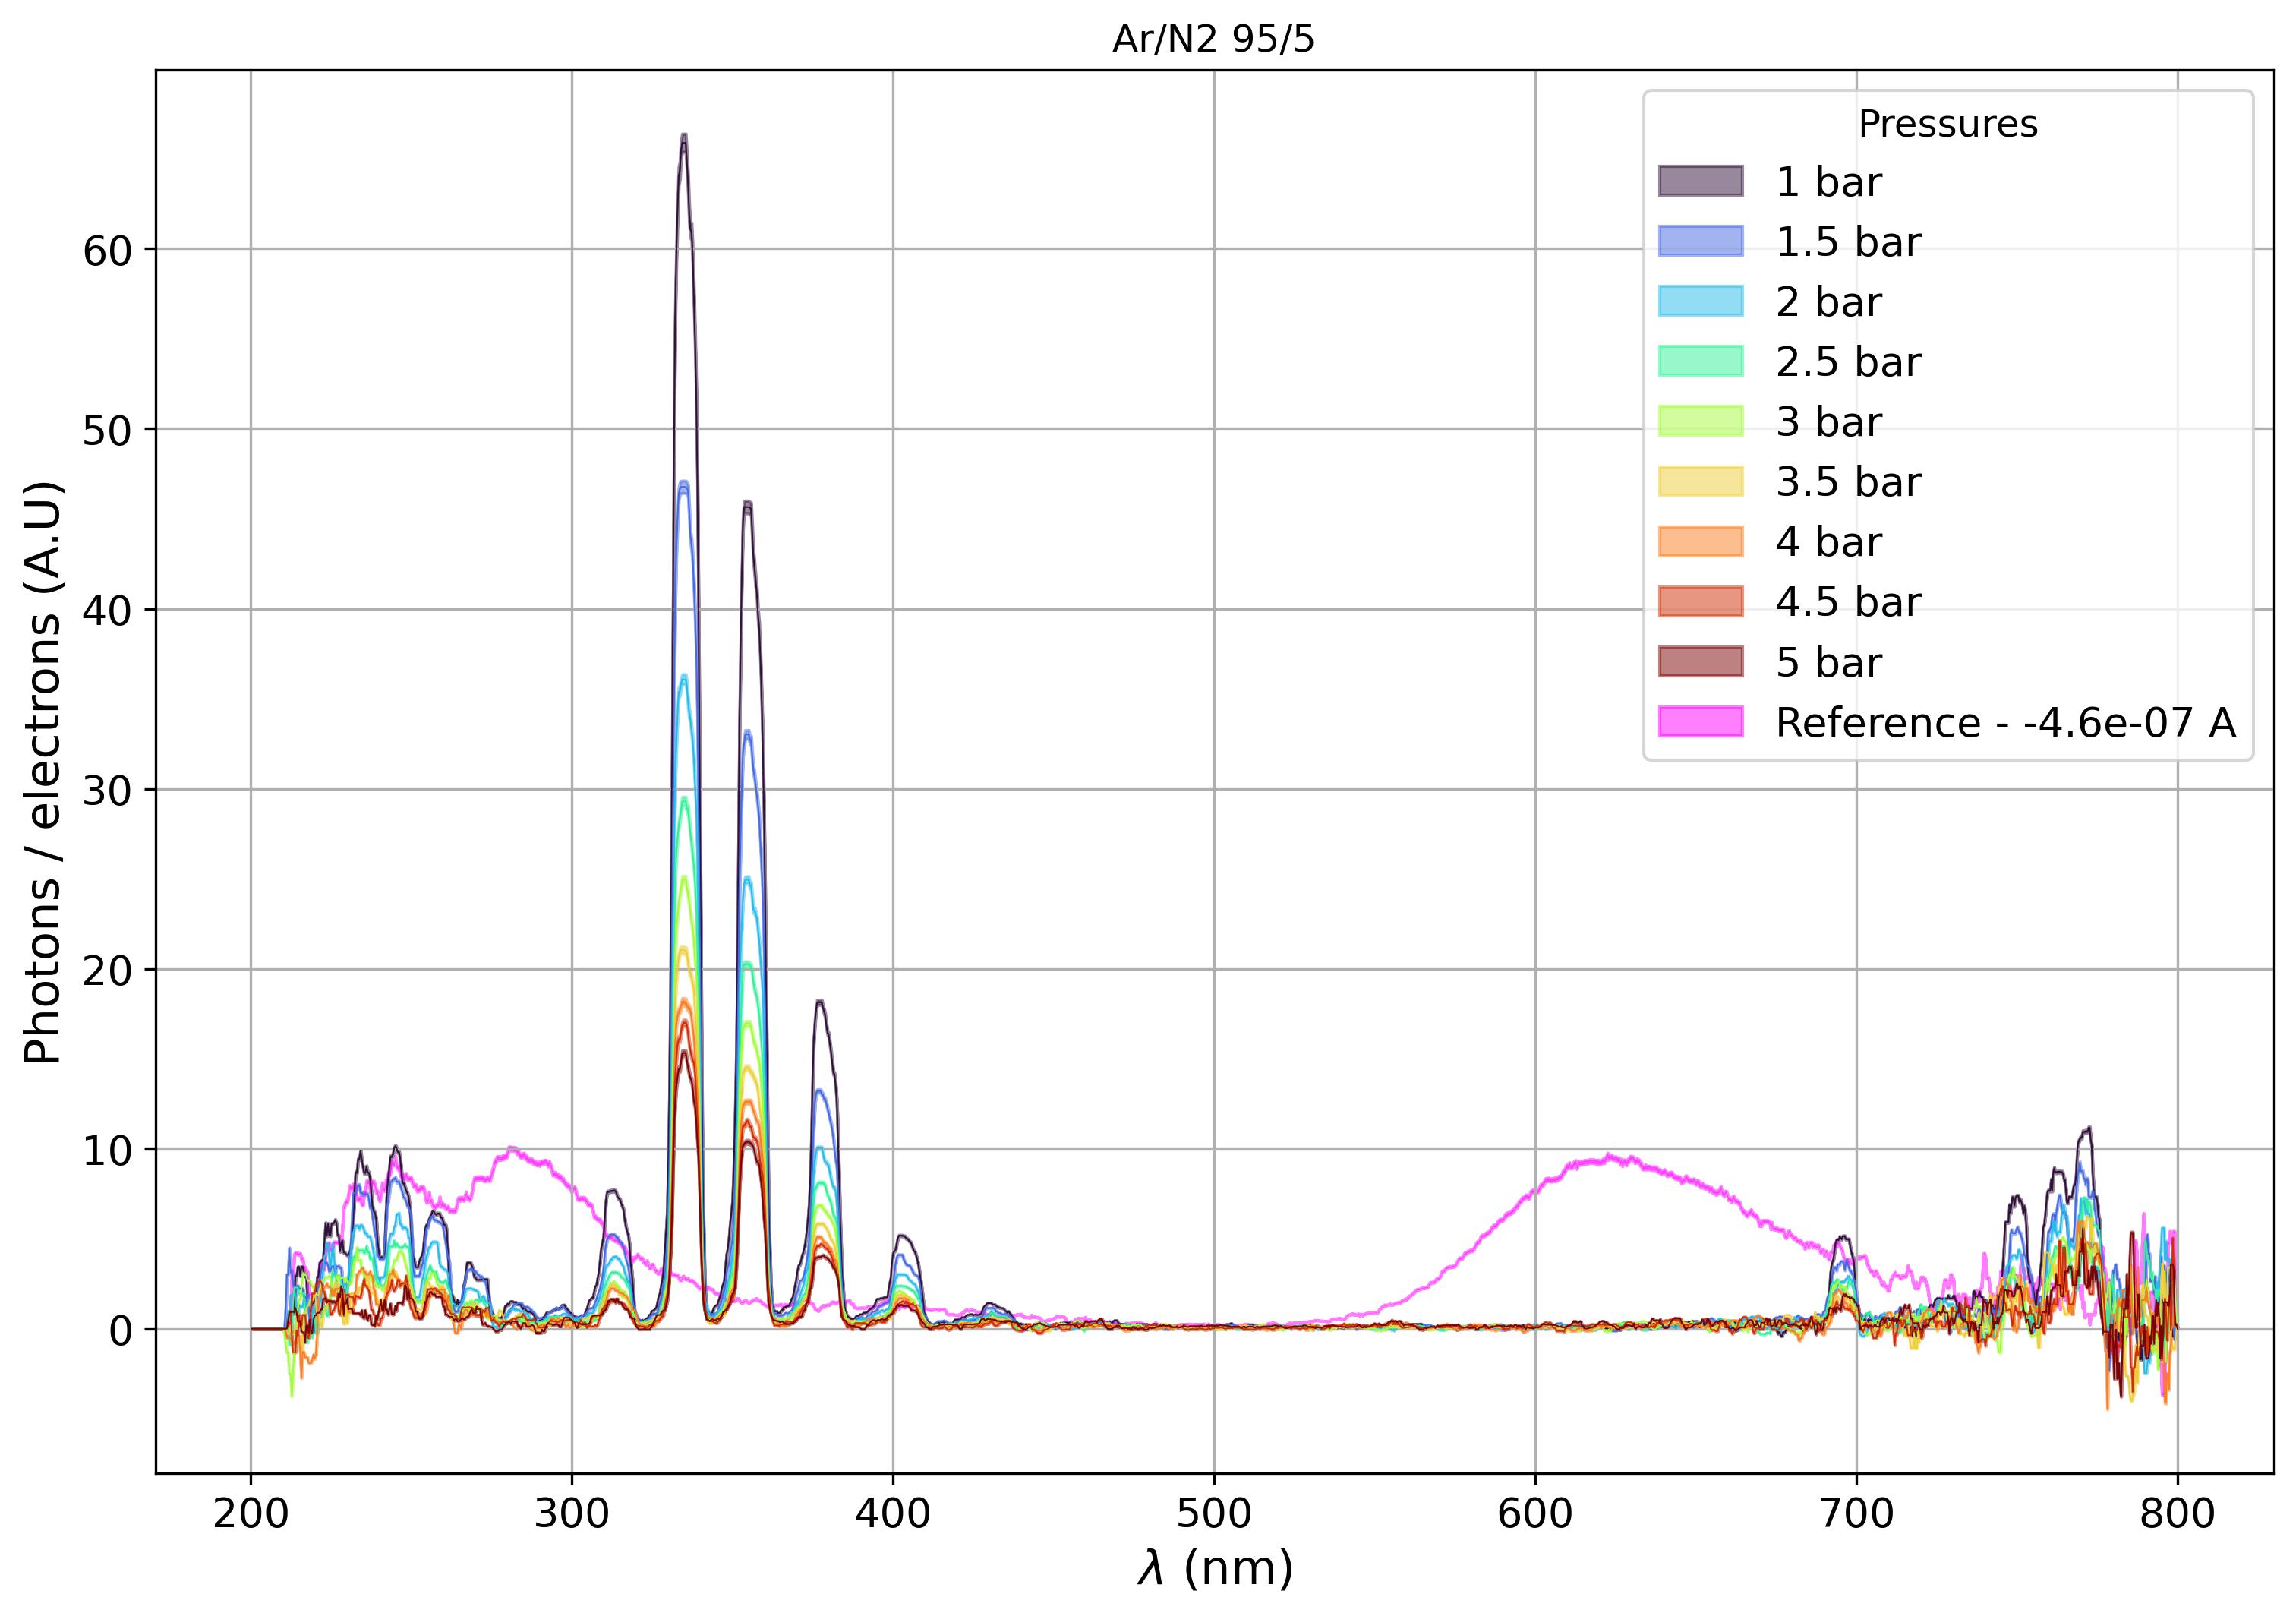 Ar/N2 95/5
Photons / electrons (A.U)
60
50
40
30
20
10
0
Pressures
1 bar
1.5 bar
2 bar
2.5 bar
3 bar
3.5 bar
4 bar
4.5 bar
5 bar
Reference - -4.6e-07 A
200 300 400 500 600 700 800
λ (nm)